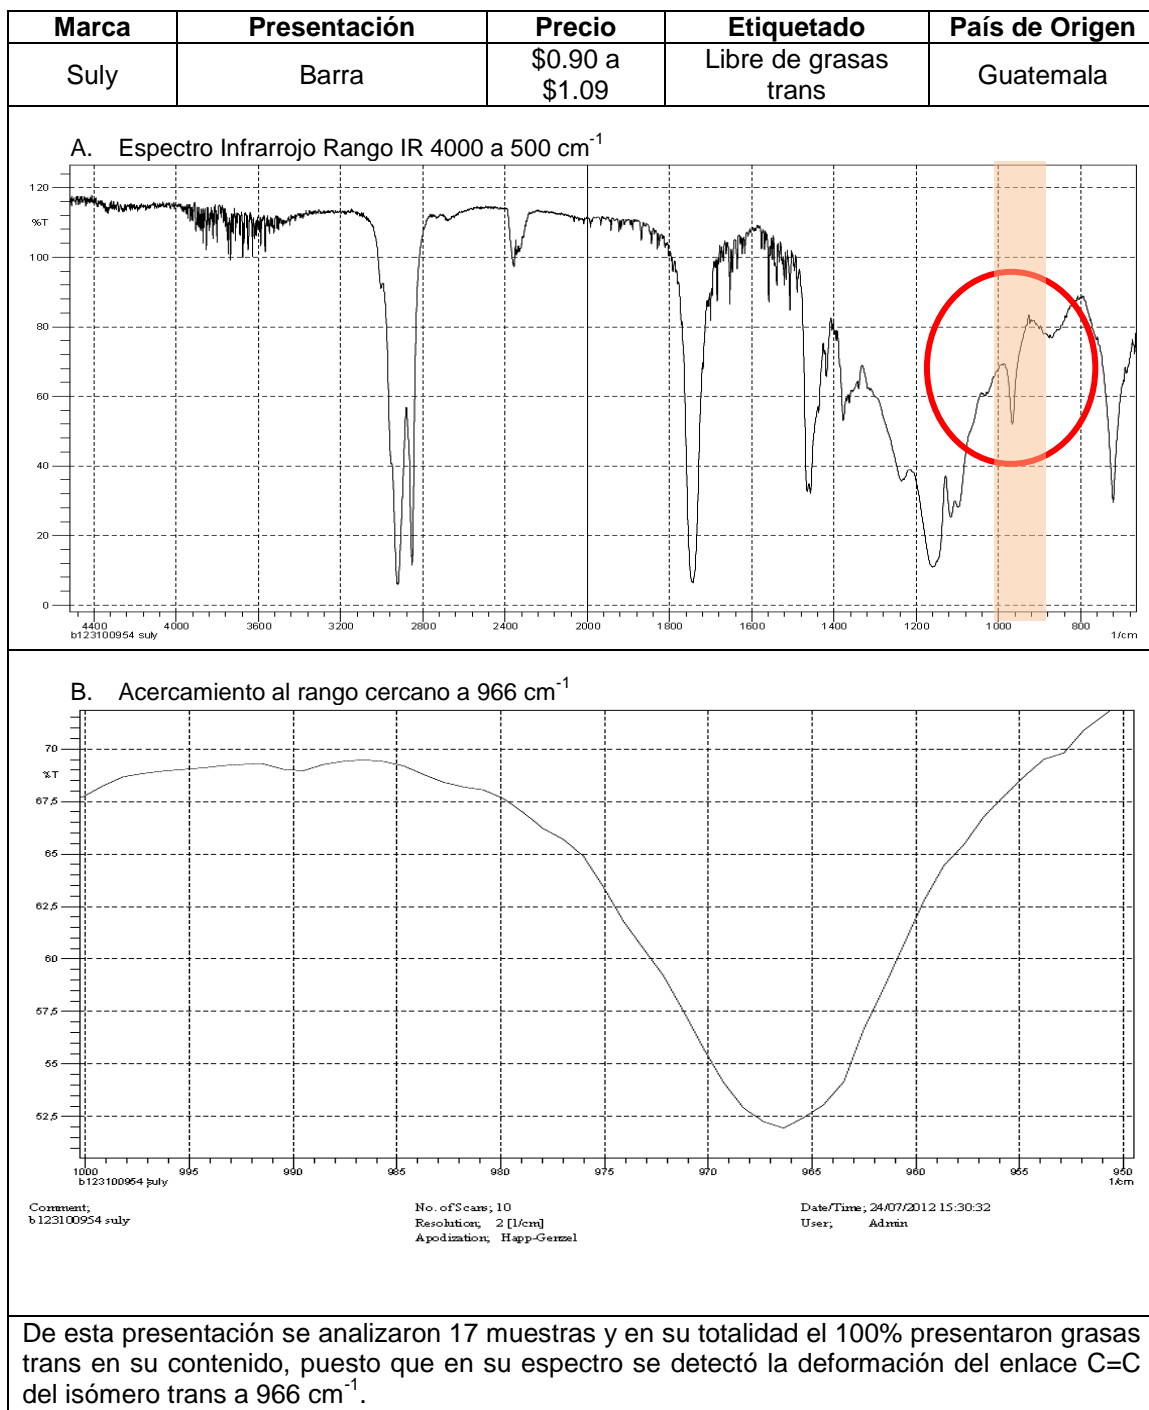 Marca Presentación Precio Etiquetado País de Origen
Suly Barra $0.90 a $1.09 Libre de grasas trans Guatemala
A. Espectro Infrarrojo Rango IR 4000 a 500 cm⁻¹
120
%T
100
80
60
40
20
0
4400 4000 3600 3200 2800 2400 2000 1800 1600 1400 1200 1000 800
b123100954 suly 1/cm
B. Acercamiento al rango cercano a 966 cm⁻¹
70
%T
67,5
65
62,5
60
57,5
55
52,5
1000 995 990 985 980 975 970 965 960 955 950
b123100954 suly 1/cm
Comment; No. of Scans; 10 Date/Time; 24/07/2012 15:30:32
b123100954 suly Resolution; 2 [1/cm] User; Admin
Apodization; Happ-Genzel
De esta presentación se analizaron 17 muestras y en su totalidad el 100% presentaron grasas
trans en su contenido, puesto que en su espectro se detectó la deformación del enlace C=C
del isómero trans a 966 cm⁻¹.